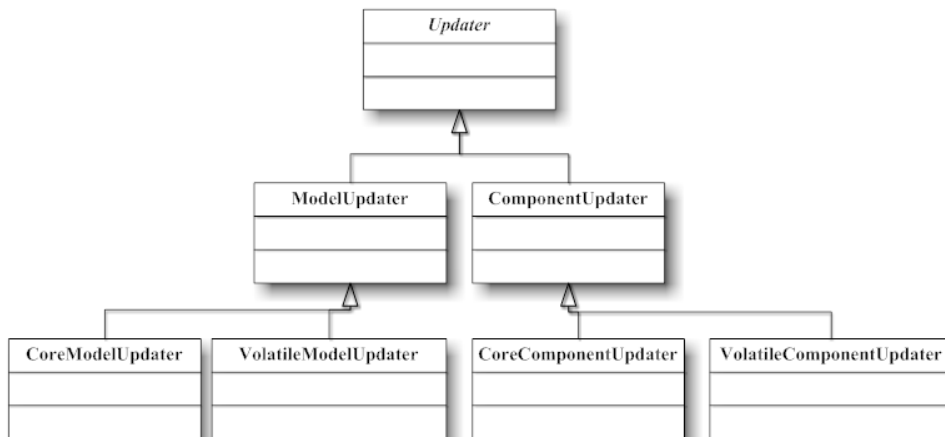 Updater
ModelUpdater
ComponentUpdater
CoreModelUpdater
VolatileModelUpdater
CoreComponentUpdater
VolatileComponentUpdater